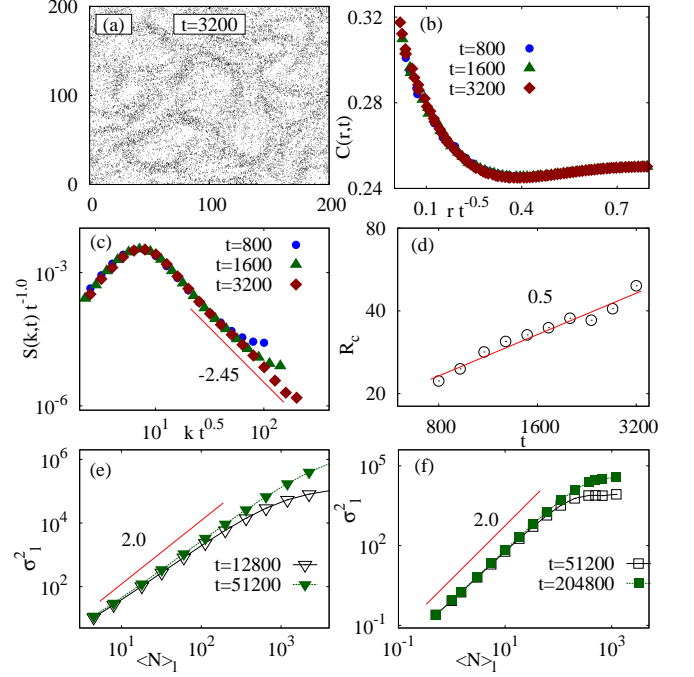 (a) t=3200
200
100
0
0 100 200
(b)
t=800
t=1600
t=3200
0.32
0.28
0.24
C(r,t)
0.1 0.4 0.7
r t^-0.5
(c)
t=800
t=1600
t=3200
10^-3
10^-6
S(k,t) t^-1.0
-2.45
10^1 10^2
k t^0.5
(d)
80
40
20
R_c
0.5
800 1600 3200
t
(e)
10^6
10^4
10^2
σ_l^2
2.0
t=12800
t=51200
10^1 10^2 10^3
<N>_l
(f)
10^5
10^2
10^-1
σ_l^2
2.0
t=51200
t=204800
10^-1 10^1 10^3
<N>_l